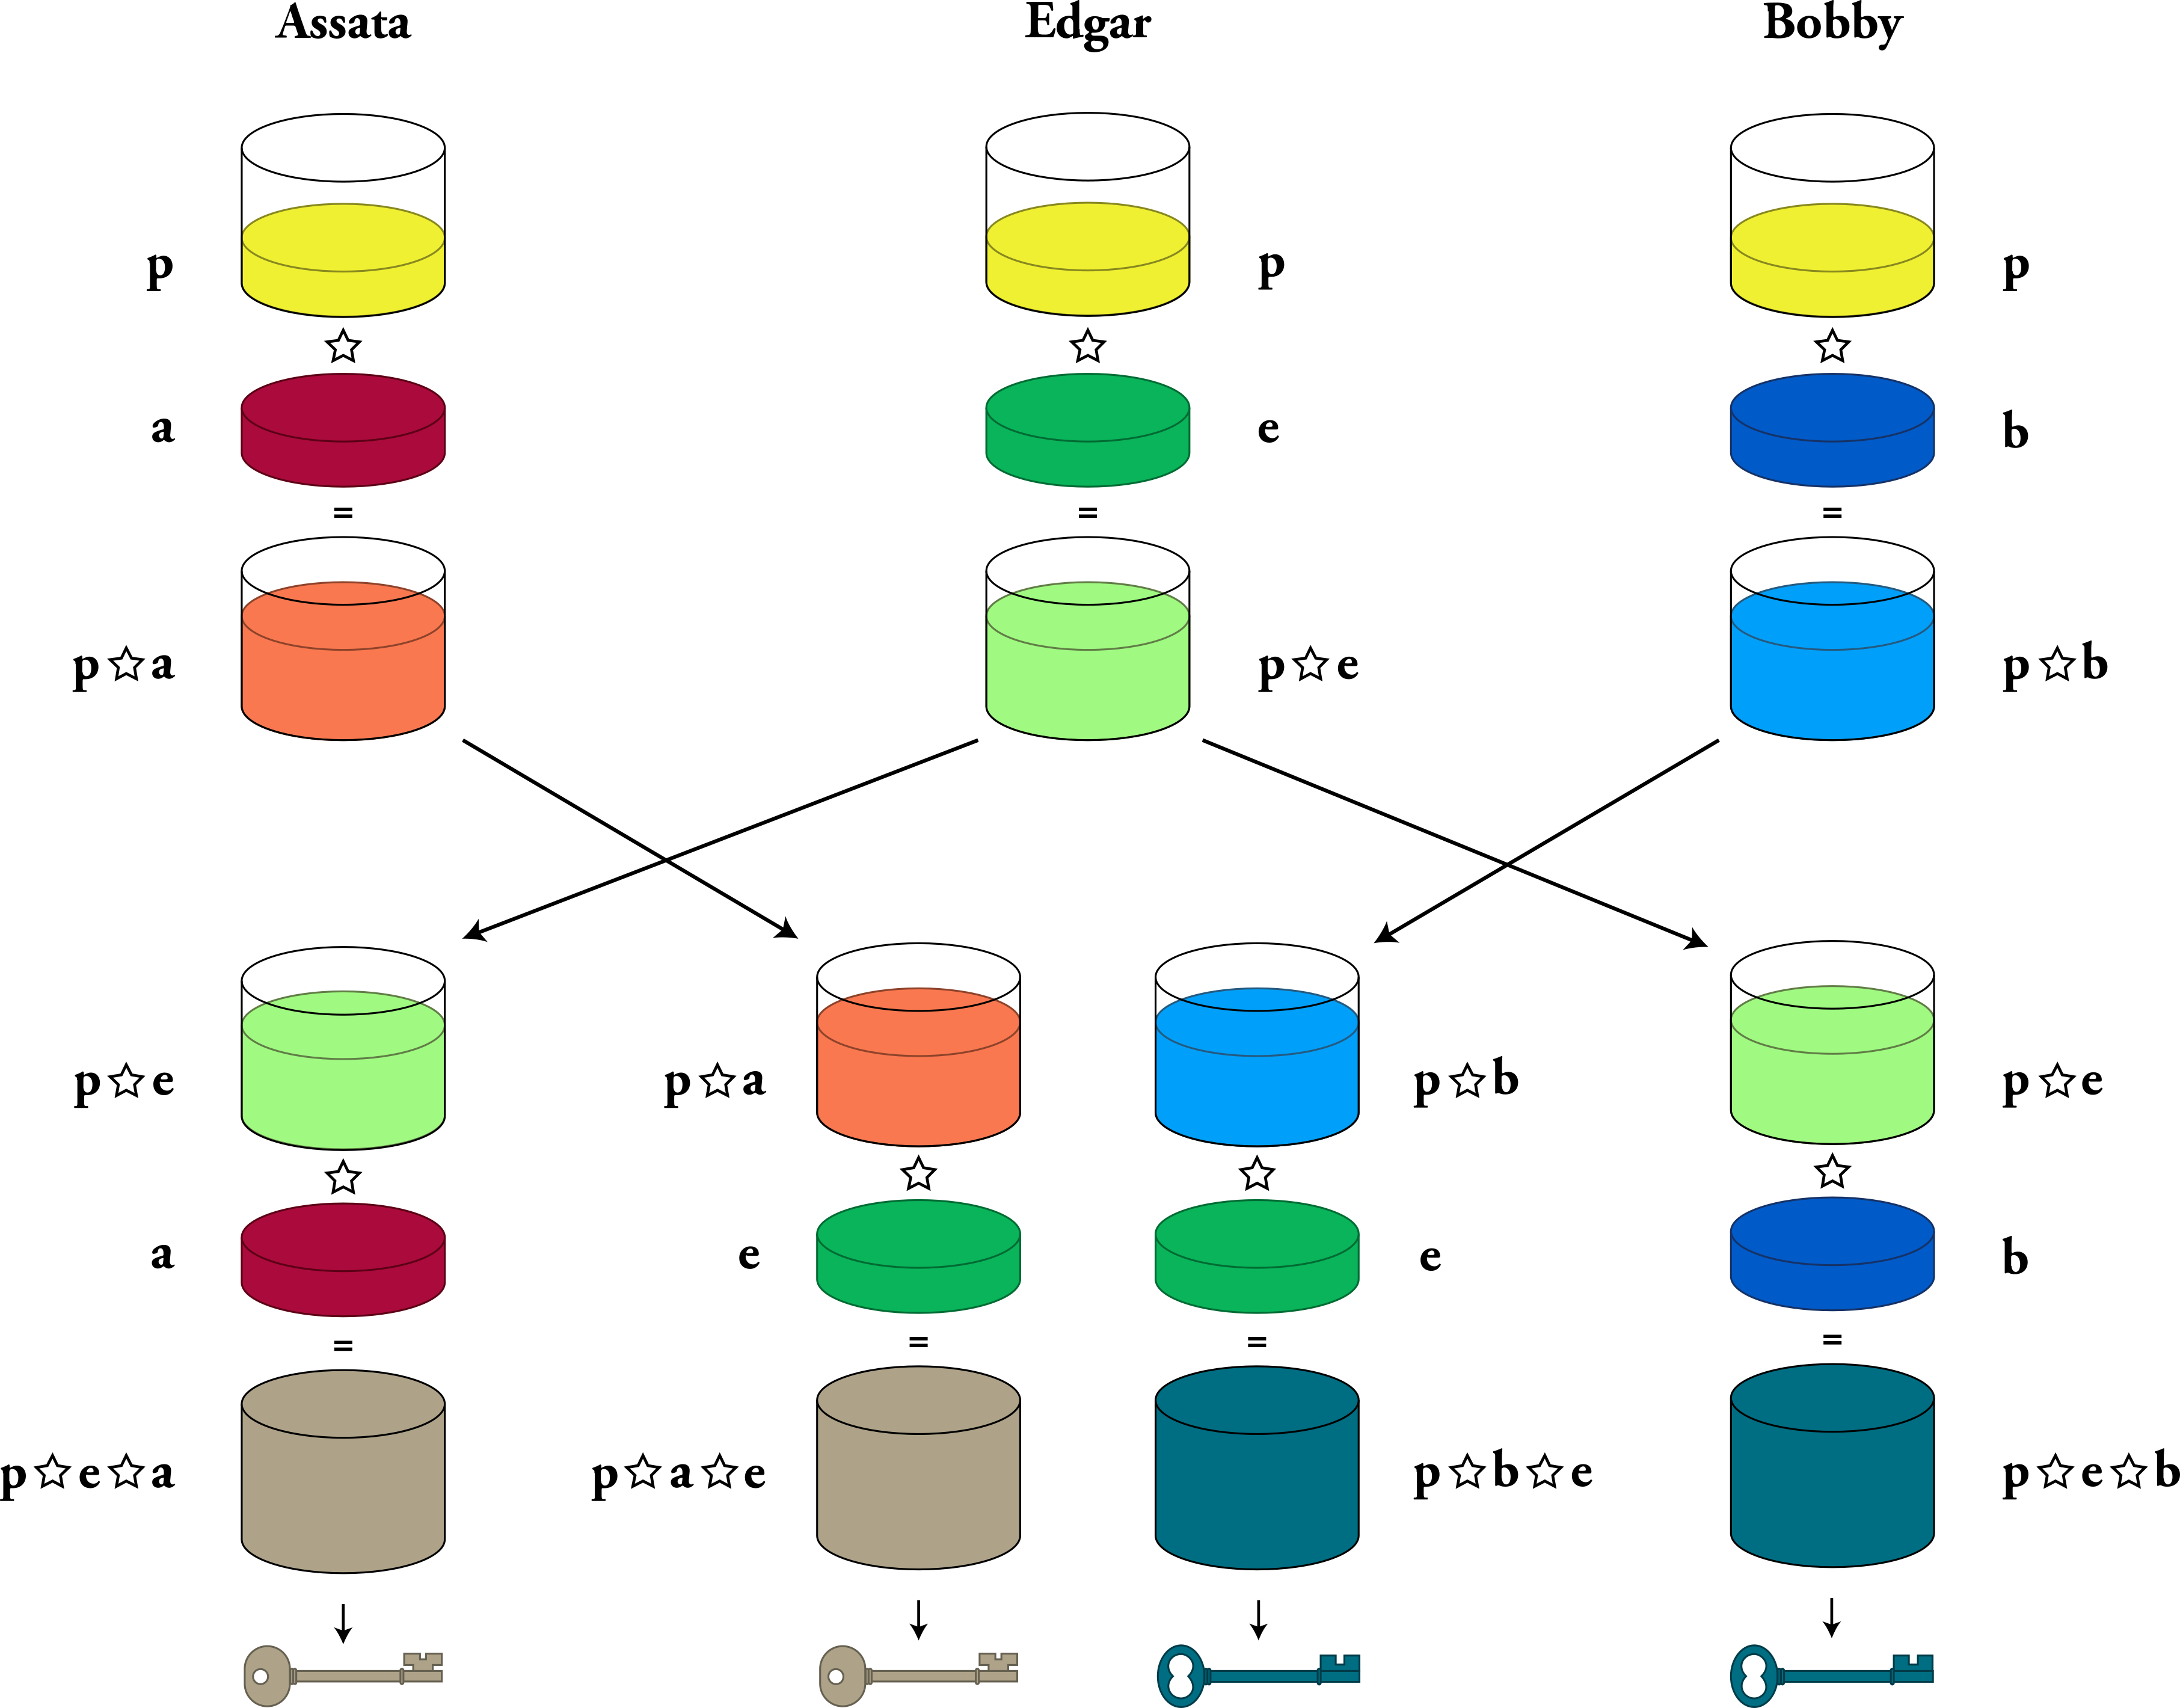 Assata Edgar Bobby
p p p
☆ ☆ ☆
a e b
= = =
p☆a p☆e p☆b
p☆e p☆a p☆b p☆e
☆ ☆ ☆ ☆
a e e b
= = = =
p☆e☆a p☆a☆e p☆b☆e p☆e☆b